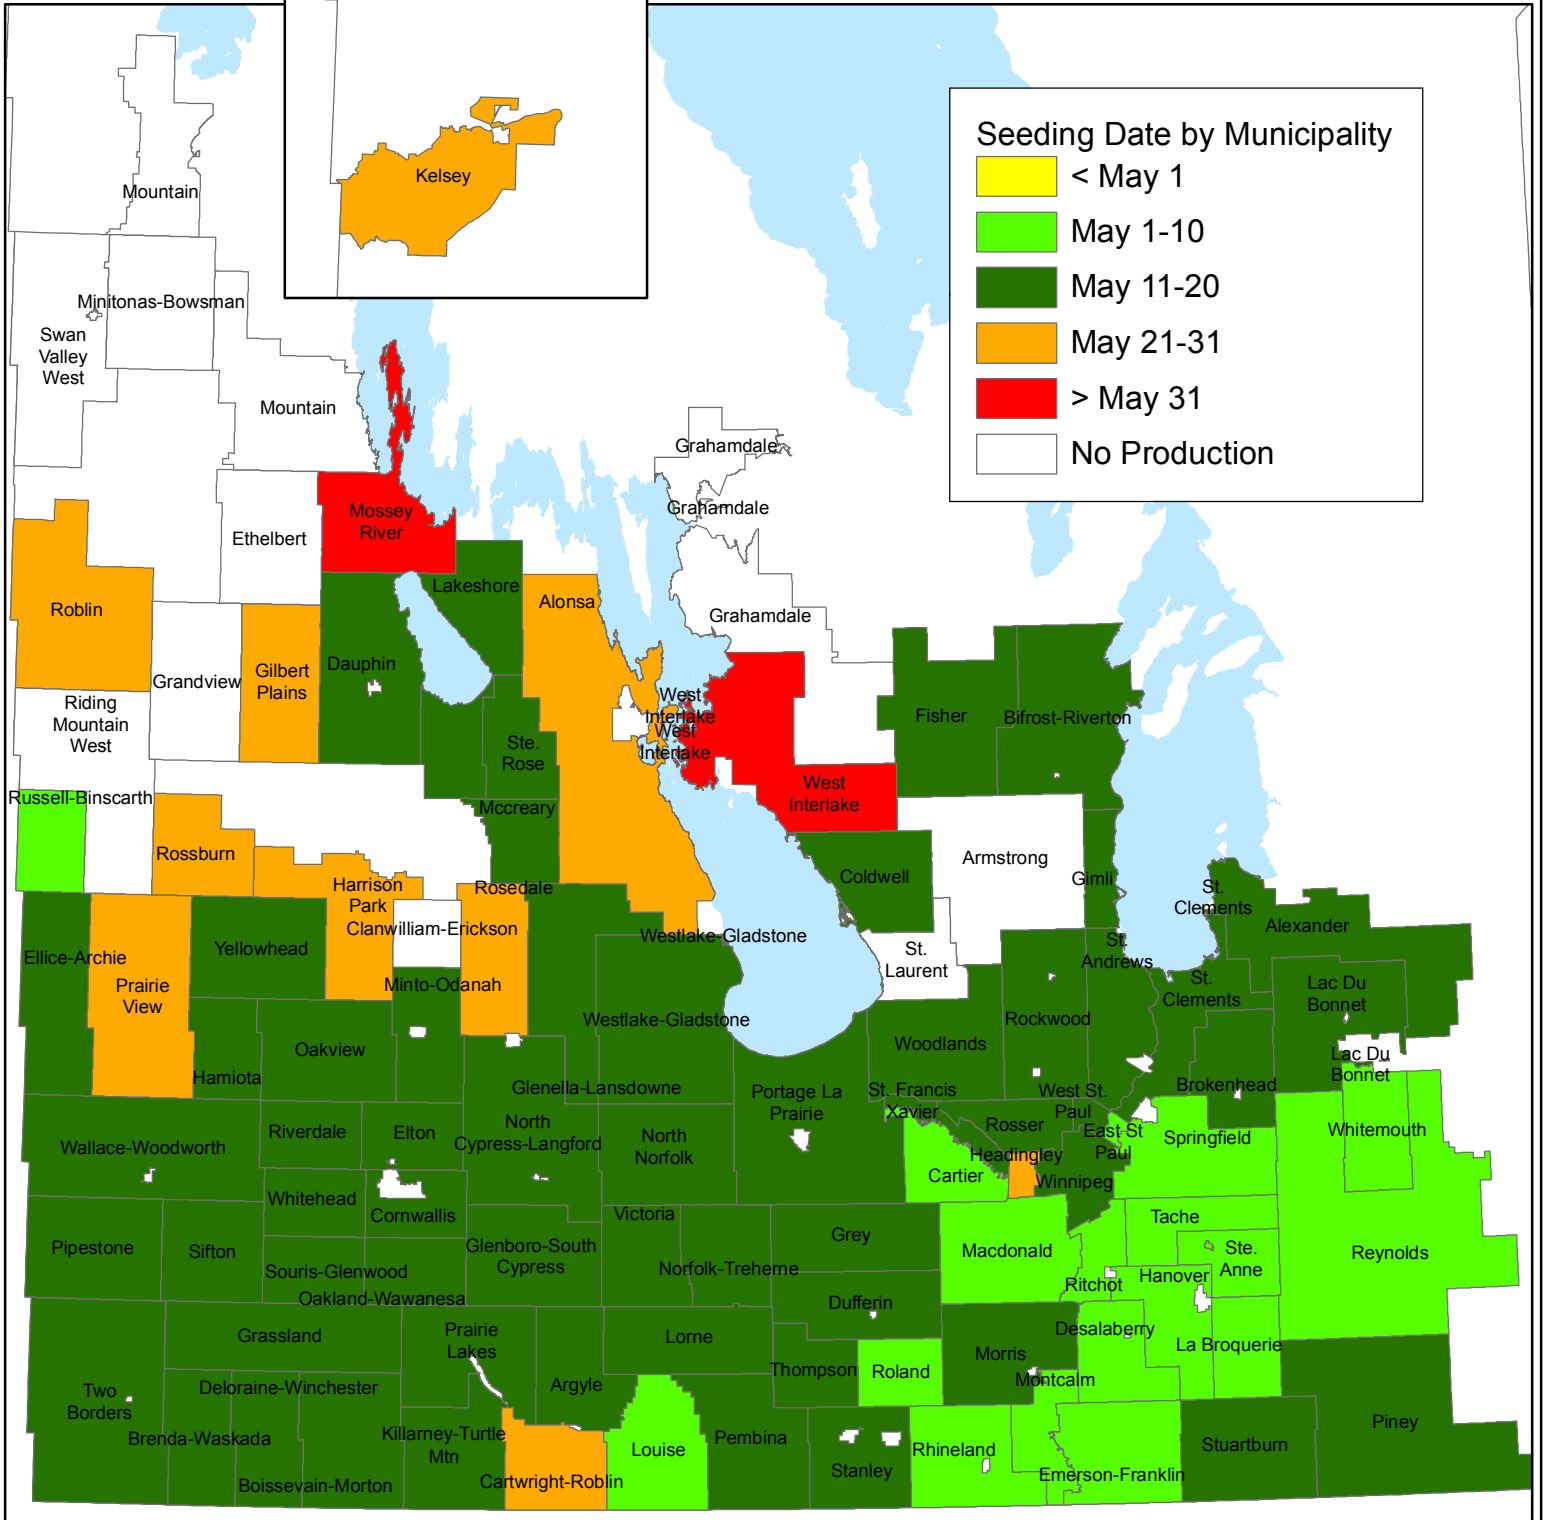 Kelsey
Seeding Date by Municipality
< May 1
May 1-10
May 11-20
May 21-31
> May 31
No Production
Mountain
Minitonas-Bowsman
Swan
Valley
West
Mountain
Grahamdale
Grahamdale
Mossey
River
Ethelbert
Lakeshore
Alonsa
Roblin
Grahamdale
Dauphin
Gilbert
Plains
Grandview
Riding
Mountain
West
West
Interlake
West
Interlake
Fisher
Bifrost-Riverton
Ste.
Rose
West
Interlake
Russell-Binscarth
Mccreary
Rossburn
Armstrong
Coldwell
Gimli
Harrison
Park
Rosedale
St.
Clements
Clanwilliam-Erickson
Alexander
Westlake-Gladstone
Yellowhead
St.
Laurent
St.
Andrews
Ellice-Archie
Prairie
View
Minto-Odanah
St.
Clements
Lac Du
Bonnet
Westlake-Gladstone
Rockwood
Woodlands
Oakview
Lac Du
Bonnet
Hamiota
Glenella-Lansdowne
Portage La
Prairie
St. Francis
Xavier
West St.
Paul
Brokenhead
Riverdale
Elton
North
Cypress-Langford
North
Norfolk
Rosser
East St
Paul
Springfield
Whitemouth
Wallace-Woodworth
Headingley
Cartier
Winnipeg
Whitehead
Cornwallis
Victoria
Tache
Pipestone
Sifton
Glenboro-South
Cypress
Grey
Macdonald
Ste.
Anne
Reynolds
Souris-Glenwood
Norfolk-Treherne
Ritchot
Hanover
Oakland-Wawanesa
Dufferin
Grassland
Prairie
Lakes
Lorne
Desalaberry
La Broquerie
Morris
Thompson
Roland
Montcalm
Two
Borders
Deloraine-Winchester
Argyle
Brenda-Waskada
Killarney-Turtle
Mtn
Louise
Pembina
Rhineland
Stuartburn
Piney
Stanley
Boissevain-Morton
Cartwright-Roblin
Emerson-Franklin